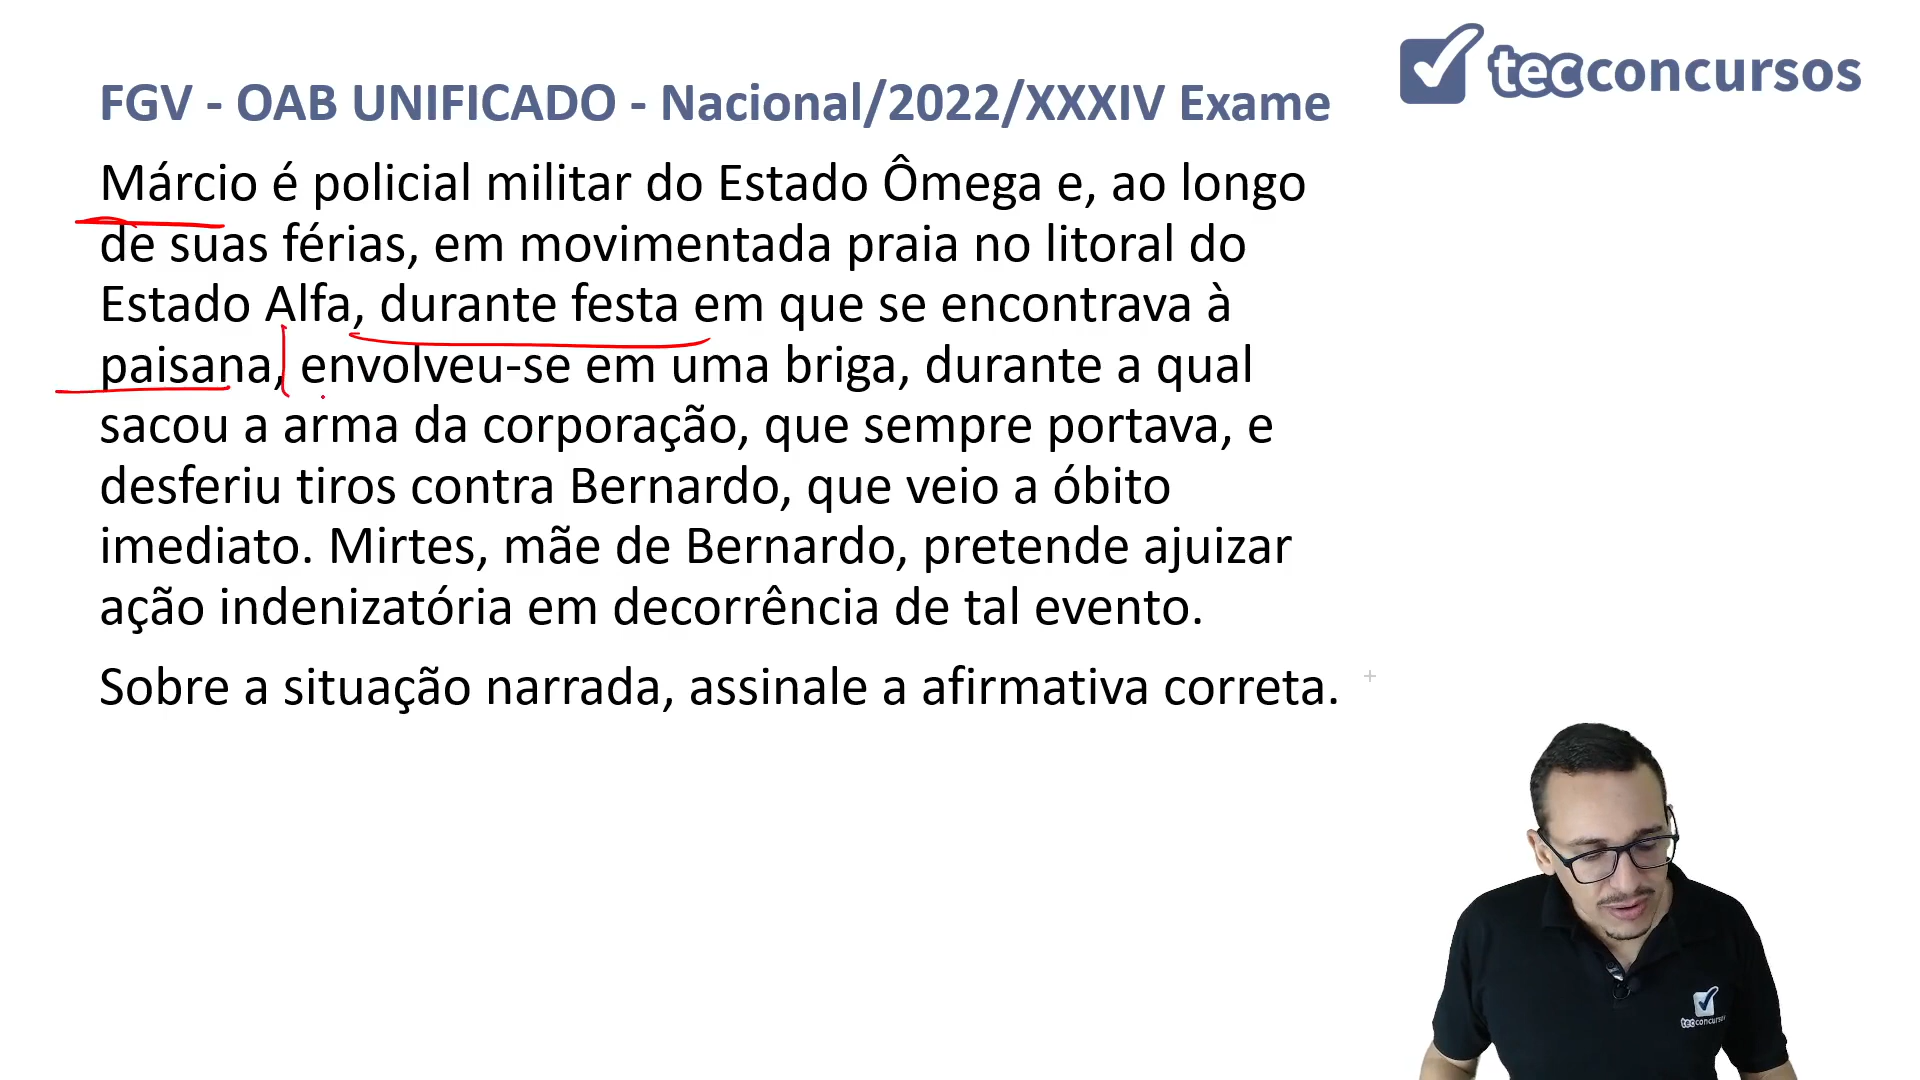 tecconcursos
FGV - OAB UNIFICADO - Nacional/2022/XXXIV Exame
Márcio é policial militar do Estado Ômega e, ao longo
de suas férias, em movimentada praia no litoral do
Estado Alfa, durante festa em que se encontrava à
paisana, envolveu-se em uma briga, durante a qual
sacou a arma da corporação, que sempre portava, e
desferiu tiros contra Bernardo, que veio a óbito
imediato. Mirtes, mãe de Bernardo, pretende ajuizar
ação indenizatória em decorrência de tal evento.
Sobre a situação narrada, assinale a afirmativa correta.
tecconcursos